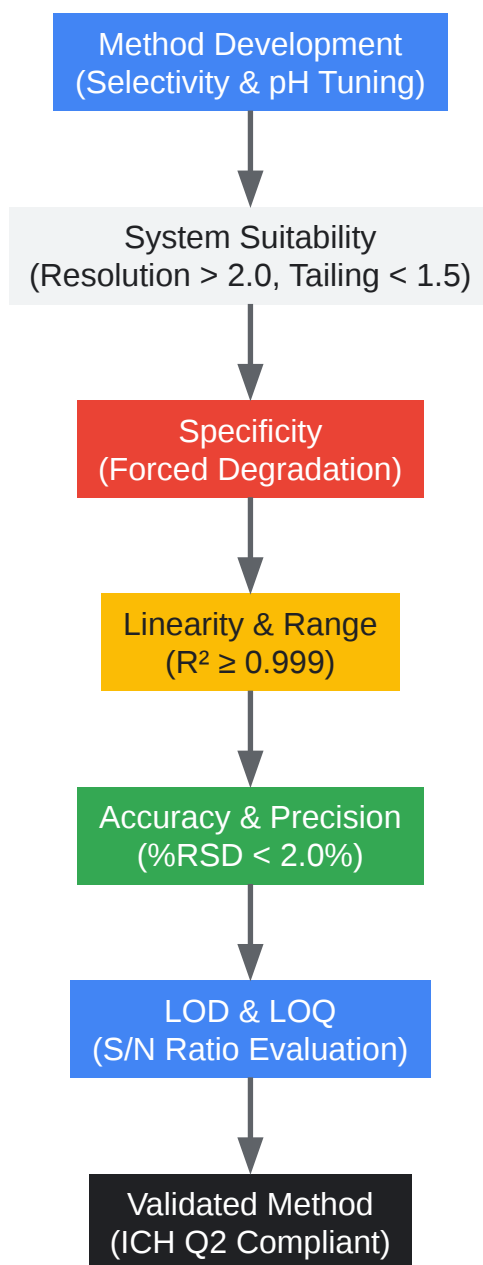 Method Development
(Selectivity & pH Tuning)
System Suitability
(Resolution > 2.0, Tailing < 1.5)
Specificity
(Forced Degradation)
Linearity & Range
(R² ≥ 0.999)
Accuracy & Precision
(%RSD < 2.0%)
LOD & LOQ
(S/N Ratio Evaluation)
Validated Method
(ICH Q2 Compliant)